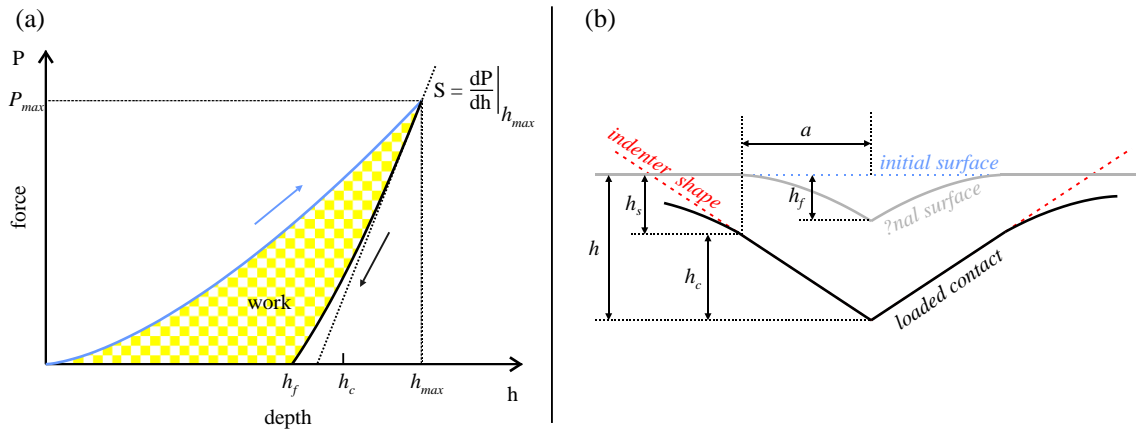 (a)
P
P_max
S = dP/dh|h_max
force
work
h_f
h_c
h_max
h
depth
(b)
a
indenter shape
initial surface
h_s
h_f
?nal surface
h
h_c
loaded contact